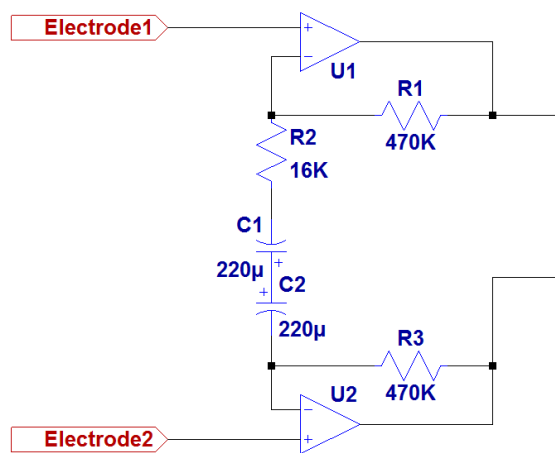 Electrode1
+
−
U1
R1
470K
R2
16K
C1
+
220µ
+
C2
220µ
R3
470K
U2
−
+
Electrode2